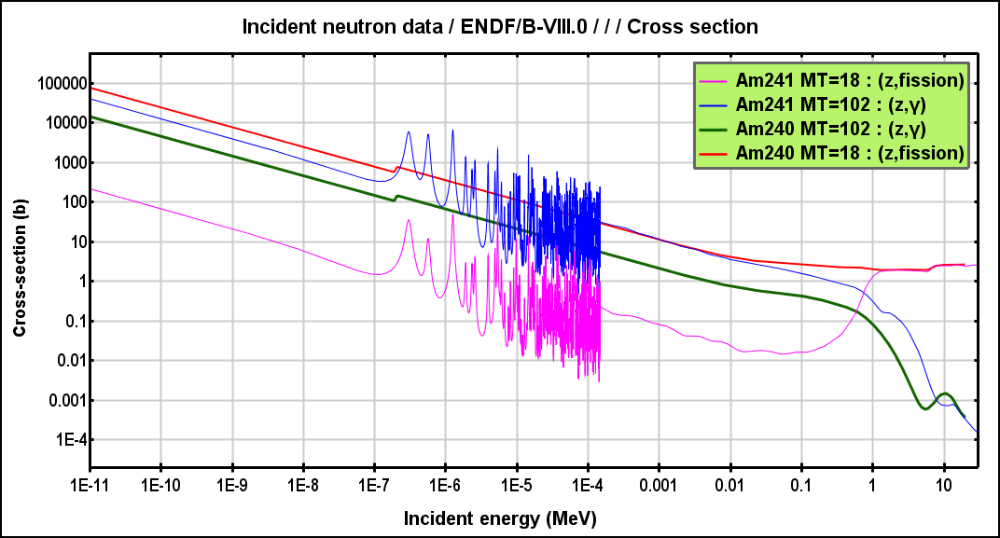 Incident neutron data / ENDF/B-VIII.0 / / / Cross section
Am241 MT=18 : (z,fission)
Am241 MT=102 : (z,γ)
Am240 MT=102 : (z,γ)
Am240 MT=18 : (z,fission)
Cross-section (b)
100000
10000
1000
100
10
1
0.1
0.01
0.001
1E-4
1E-11 1E-10 1E-9 1E-8 1E-7 1E-6 1E-5 1E-4 0.001 0.01 0.1 1 10
Incident energy (MeV)